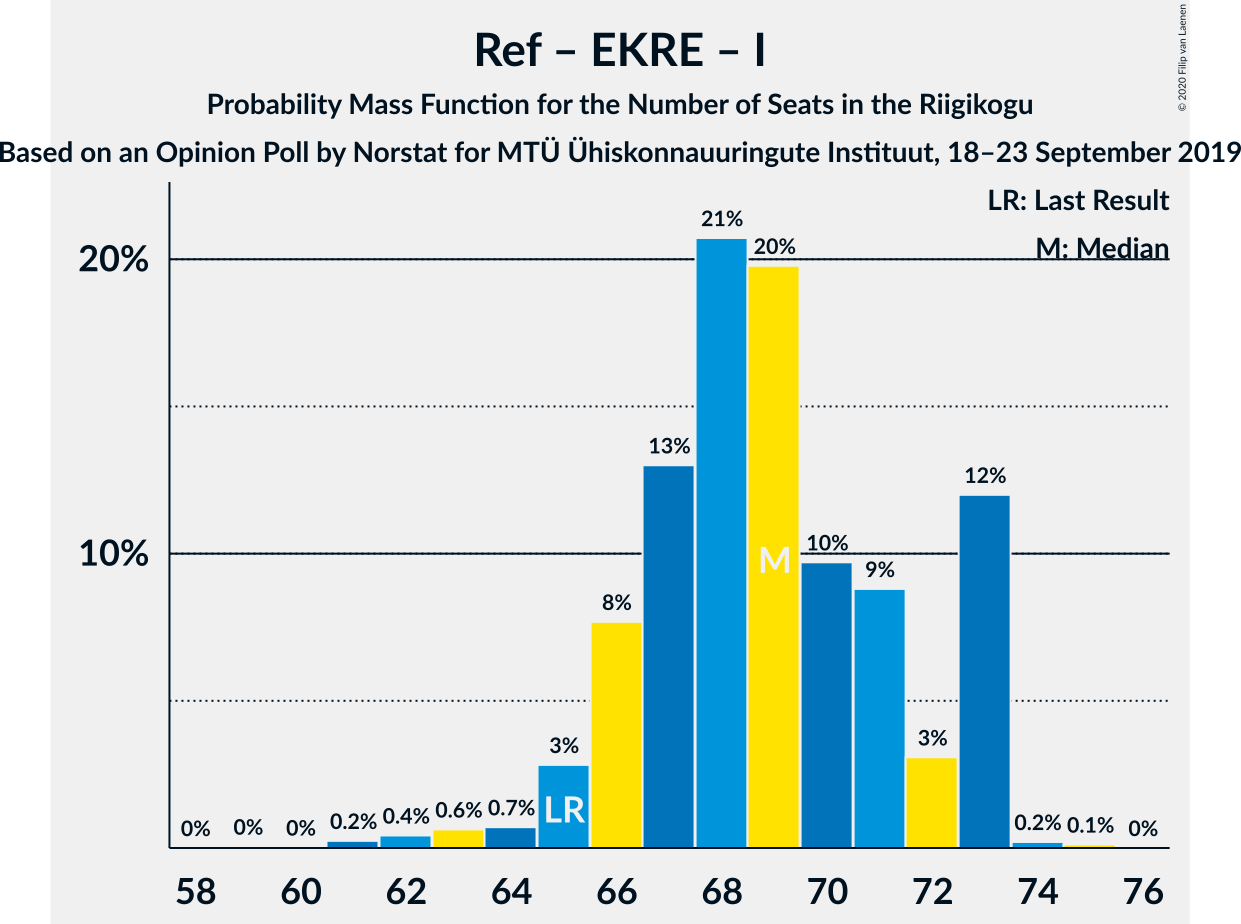 Ref – EKRE – I
Probability Mass Function for the Number of Seats in the Riigikogu
Based on an Opinion Poll by Norstat for MTÜ Ühiskonnauuringute Instituut, 18–23 September 2019
© 2020 Filip van Laenen
LR: Last Result
M: Median
20%
10%
0% 0% 0% 0.2% 0.4% 0.6% 0.7% 3% 8% 13% 21% 20% 10% 9% 3% 12% 0.2% 0.1% 0%
LR
M
58 60 62 64 66 68 70 72 74 76